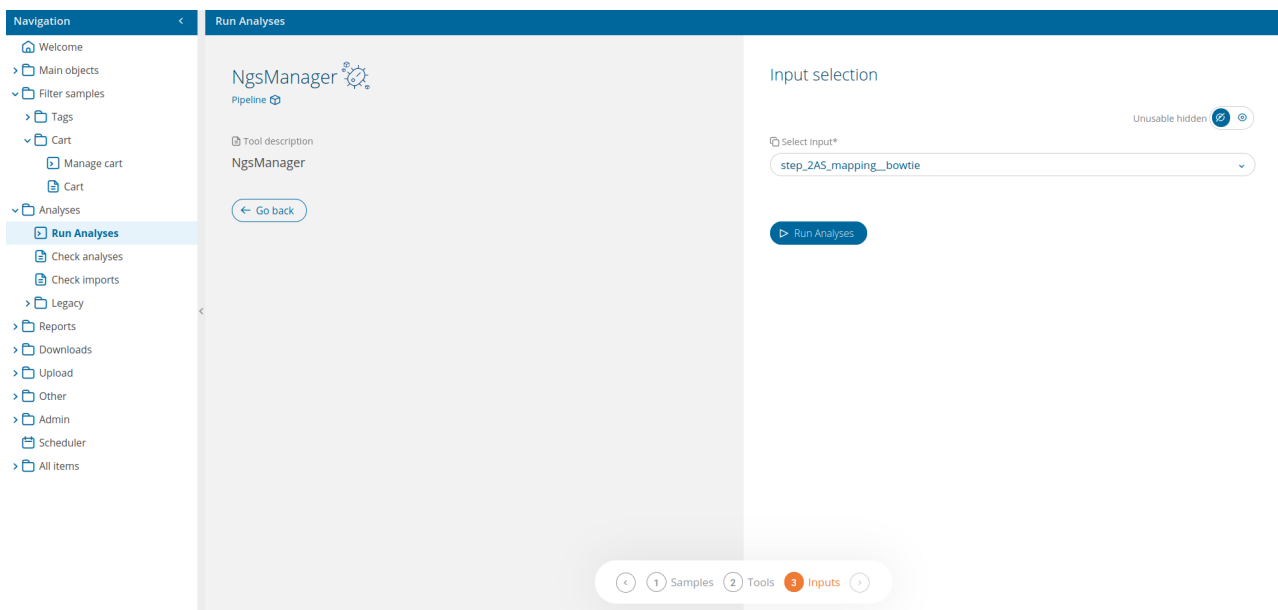 Navigation
Welcome
Main objects
Filter samples
Tags
Cart
Manage cart
Cart
Analyses
Run Analyses
Check analyses
Check imports
Legacy
Reports
Downloads
Upload
Other
Admin
Scheduler
All items
Run Analyses
NgsManager
Pipeline
Tool description
NgsManager
Go back
Input selection
Unusable hidden
Select input*
step_2AS_mapping__bowtie
Run Analyses
1 Samples 2 Tools 3 Inputs